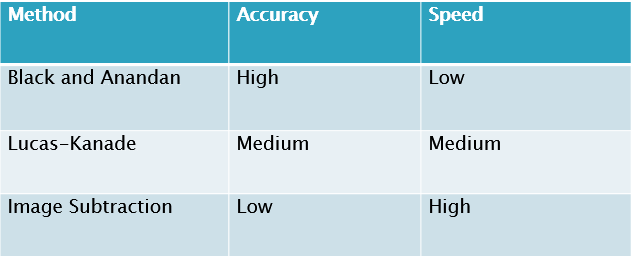 Method Accuracy Speed
Black and Anandan High Low
Lucas-Kanade Medium Medium
Image Subtraction Low High